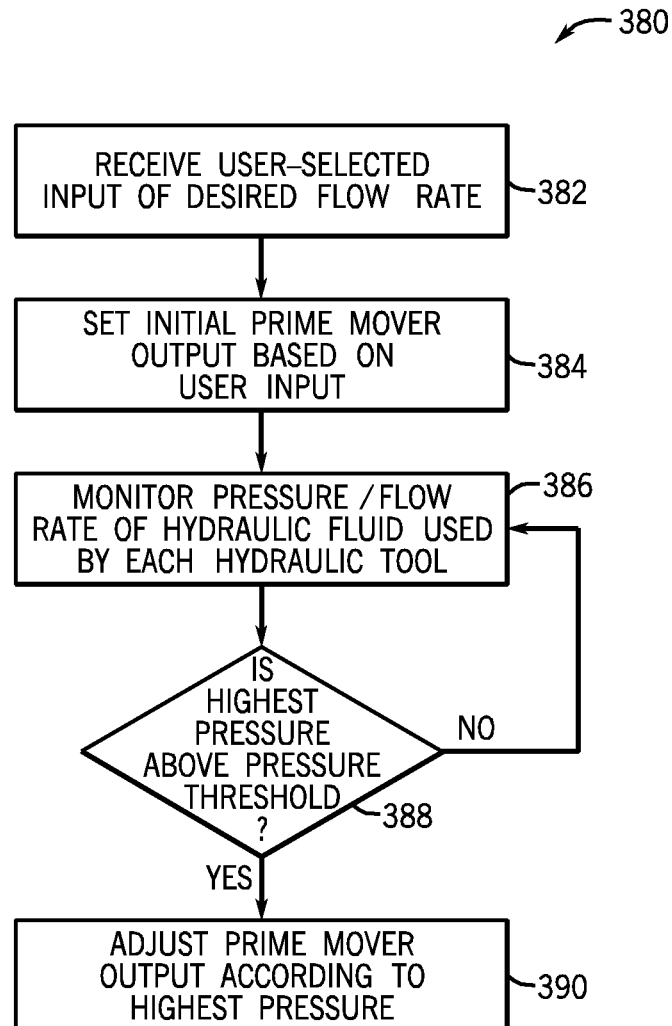 380
RECEIVE USER–SELECTED
INPUT OF DESIRED FLOW RATE
382
SET INITIAL PRIME MOVER
OUTPUT BASED ON
USER INPUT
384
MONITOR PRESSURE / FLOW
RATE OF HYDRAULIC FLUID USED
BY EACH HYDRAULIC TOOL
386
IS
HIGHEST
PRESSURE
ABOVE PRESSURE
THRESHOLD
?
388
NO
YES
ADJUST PRIME MOVER
OUTPUT ACCORDING TO
HIGHEST PRESSURE
390